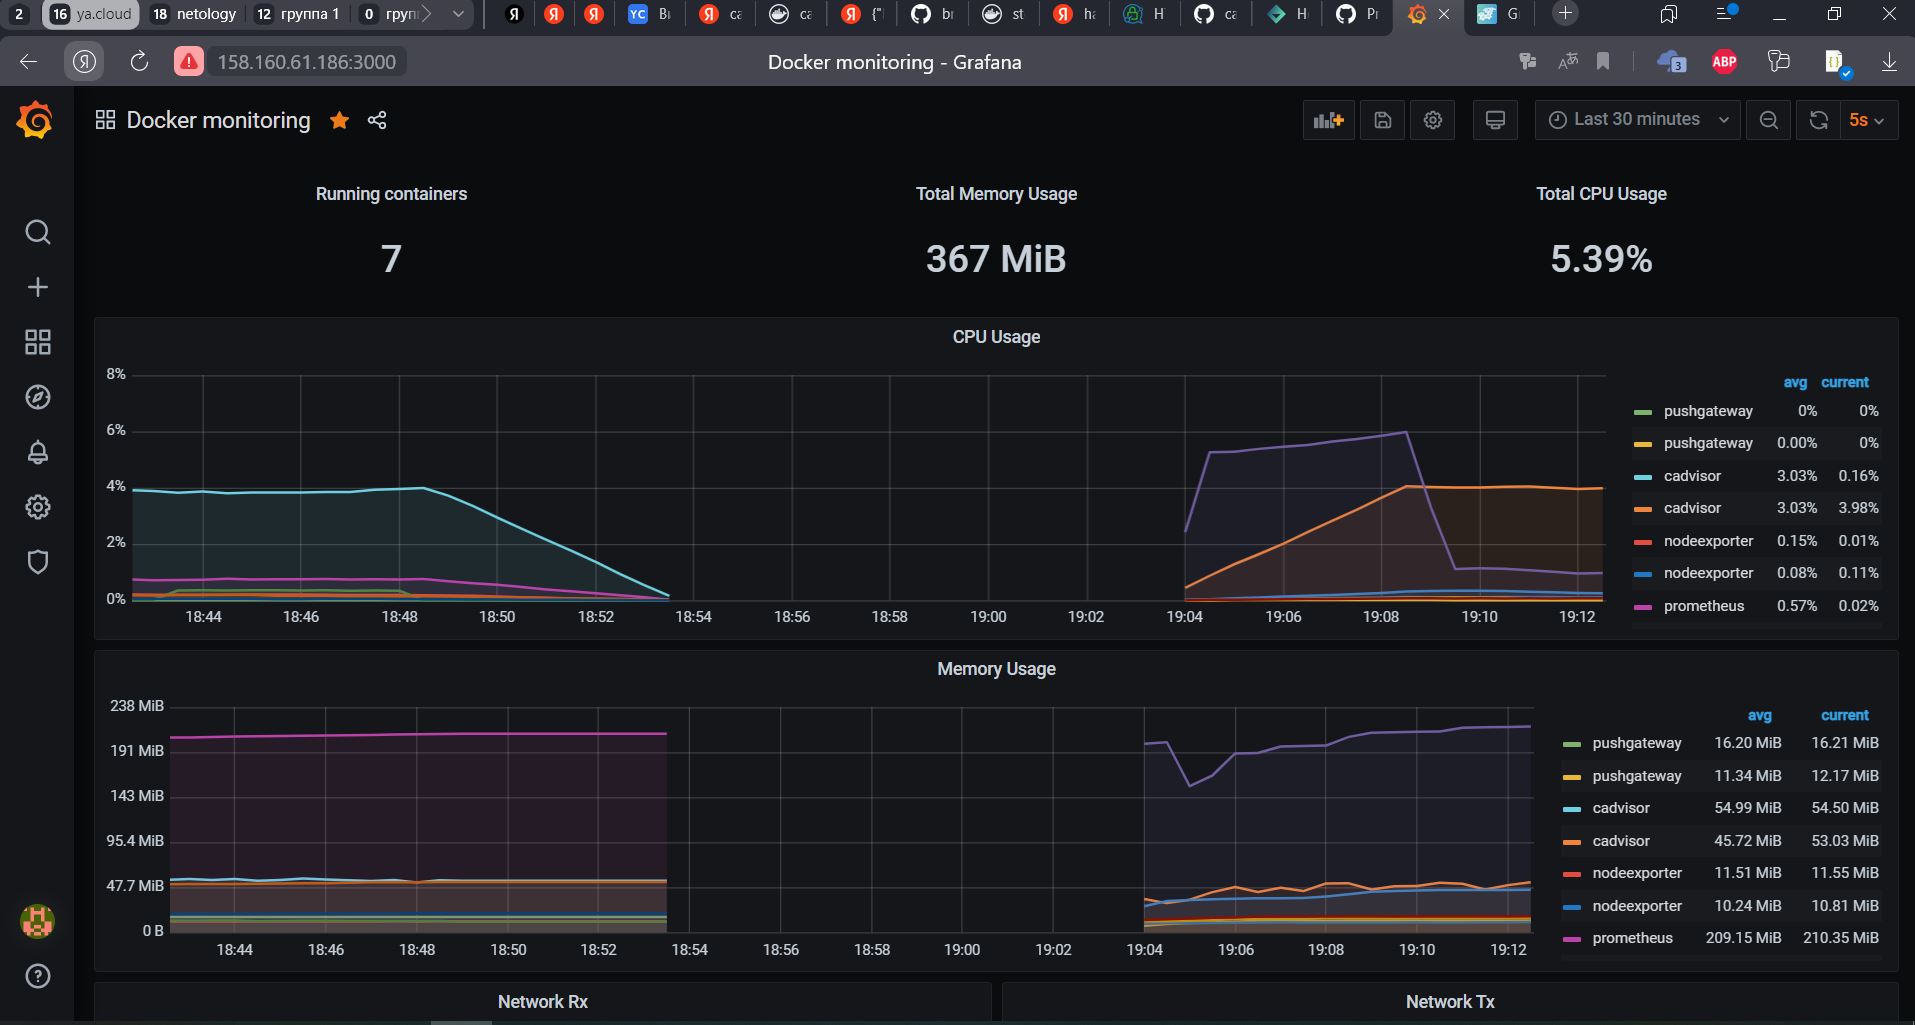 2 16 ya.cloud 18 netology 12 группа 1 0 груп
158.160.61.186:3000 Docker monitoring - Grafana 3 ABP
Docker monitoring Last 30 minutes 5s
Running containers Total Memory Usage Total CPU Usage
7 367 MiB 5.39%
CPU Usage
8%
6%
4%
2%
0%
18:44 18:46 18:48 18:50 18:52 18:54 18:56 18:58 19:00 19:02 19:04 19:06 19:08 19:10 19:12
avg current
pushgateway 0% 0%
pushgateway 0.00% 0%
cadvisor 3.03% 0.16%
cadvisor 3.03% 3.98%
nodeexporter 0.15% 0.01%
nodeexporter 0.08% 0.11%
prometheus 0.57% 0.02%
Memory Usage
238 MiB
191 MiB
143 MiB
95.4 MiB
47.7 MiB
0 B
18:44 18:46 18:48 18:50 18:52 18:54 18:56 18:58 19:00 19:02 19:04 19:06 19:08 19:10 19:12
avg current
pushgateway 16.20 MiB 16.21 MiB
pushgateway 11.34 MiB 12.17 MiB
cadvisor 54.99 MiB 54.50 MiB
cadvisor 45.72 MiB 53.03 MiB
nodeexporter 11.51 MiB 11.55 MiB
nodeexporter 10.24 MiB 10.81 MiB
prometheus 209.15 MiB 210.35 MiB
Network Rx Network Tx